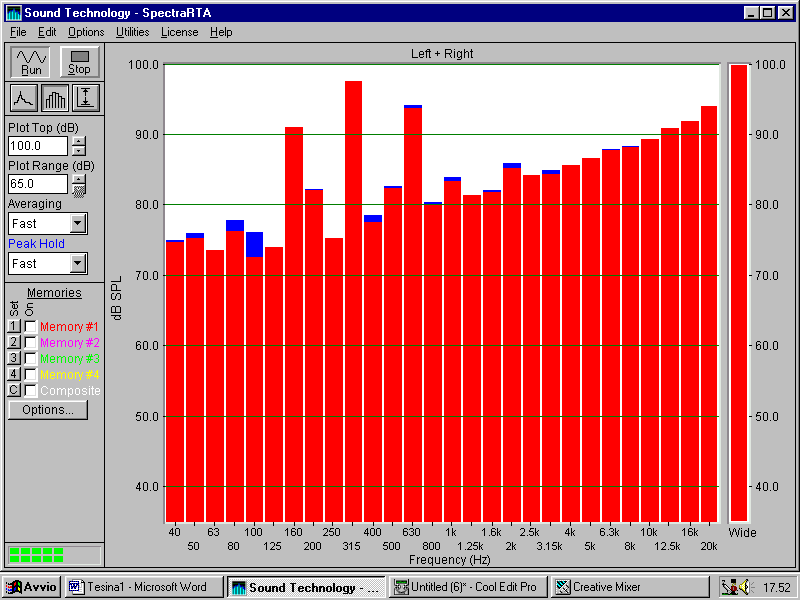 Sound Technology - SpectraRTA
File Edit Options Utilities License Help
Run Stop
Plot Top (dB)
100.0
Plot Range (dB)
65.0
Averaging
Fast
Peak Hold
Fast
Memories
Set On
1 Memory #1
2 Memory #2
3 Memory #3
4 Memory #4
C Composite
Options...
Left + Right
100.0 100.0
90.0 90.0
80.0 80.0
70.0 70.0
60.0 60.0
50.0 50.0
40.0 40.0
dB SPL
40 63 100 160 250 400 630 1k 1.6k 2.5k 4k 6.3k 10k 16k Wide
50 80 125 200 315 500 800 1.25k 2k 3.15k 5k 8k 12.5k 20k
Frequency (Hz)
Avvio Tesina1 - Microsoft Word Sound Technology - ... Untitled (6)* - Cool Edit Pro Creative Mixer 17.52